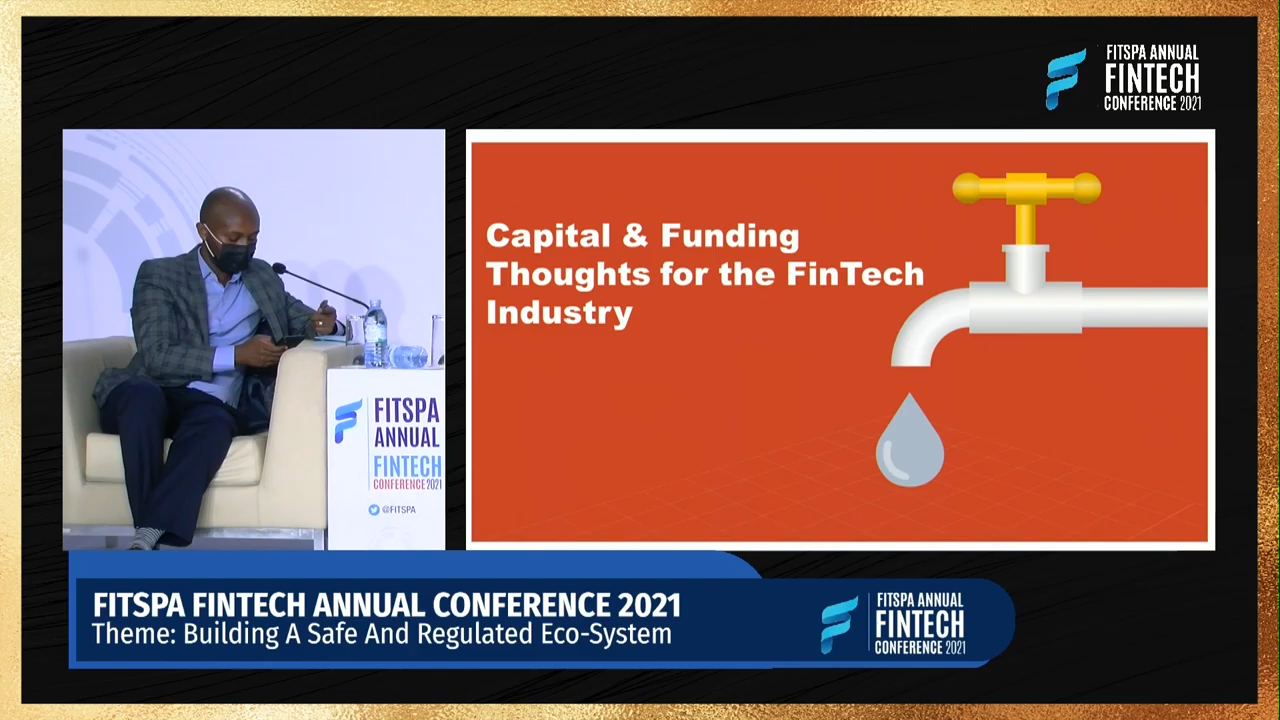 FITSPA ANNUAL
FINTECH
CONFERENCE 2021
Capital & Funding
Thoughts for the FinTech
Industry
FITSPA
ANNUAL
FINTECH
CONFERENCE 2021
@FITSPA
FITSPA FINTECH ANNUAL CONFERENCE 2021
Theme: Building A Safe And Regulated Eco-System
FITSPA ANNUAL
FINTECH
CONFERENCE 2021